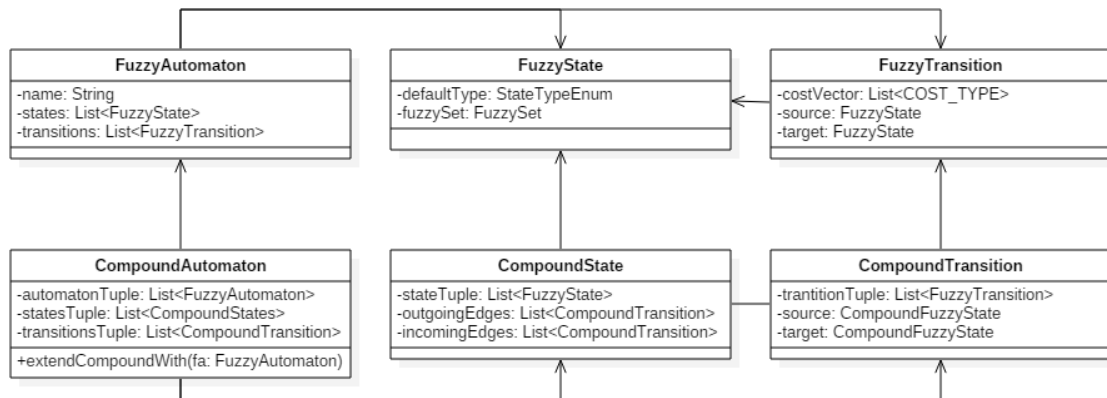 FuzzyAutomaton
-name: String
-states: List<FuzzyState>
-transitions: List<FuzzyTransition>
FuzzyState
-defaultType: StateTypeEnum
-fuzzySet: FuzzySet
FuzzyTransition
-costVector: List<COST_TYPE>
-source: FuzzyState
-target: FuzzyState
CompoundAutomaton
-automatonTuple: List<FuzzyAutomaton>
-statesTuple: List<CompoundStates>
-transitionsTuple: List<CompoundTransition>
+extendCompoundWith(fa: FuzzyAutomaton)
CompoundState
-stateTuple: List<FuzzyState>
-outgoingEdges: List<CompoundTransition>
-incomingEdges: List<CompoundTransition>
CompoundTransition
-trantitionTuple: List<FuzzyTransition>
-source: CompoundFuzzyState
-target: CompoundFuzzyState